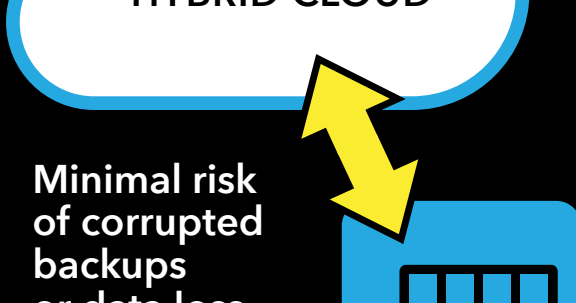 HYBRID CLOUD
Minimal risk
of corrupted
backups
or data loss